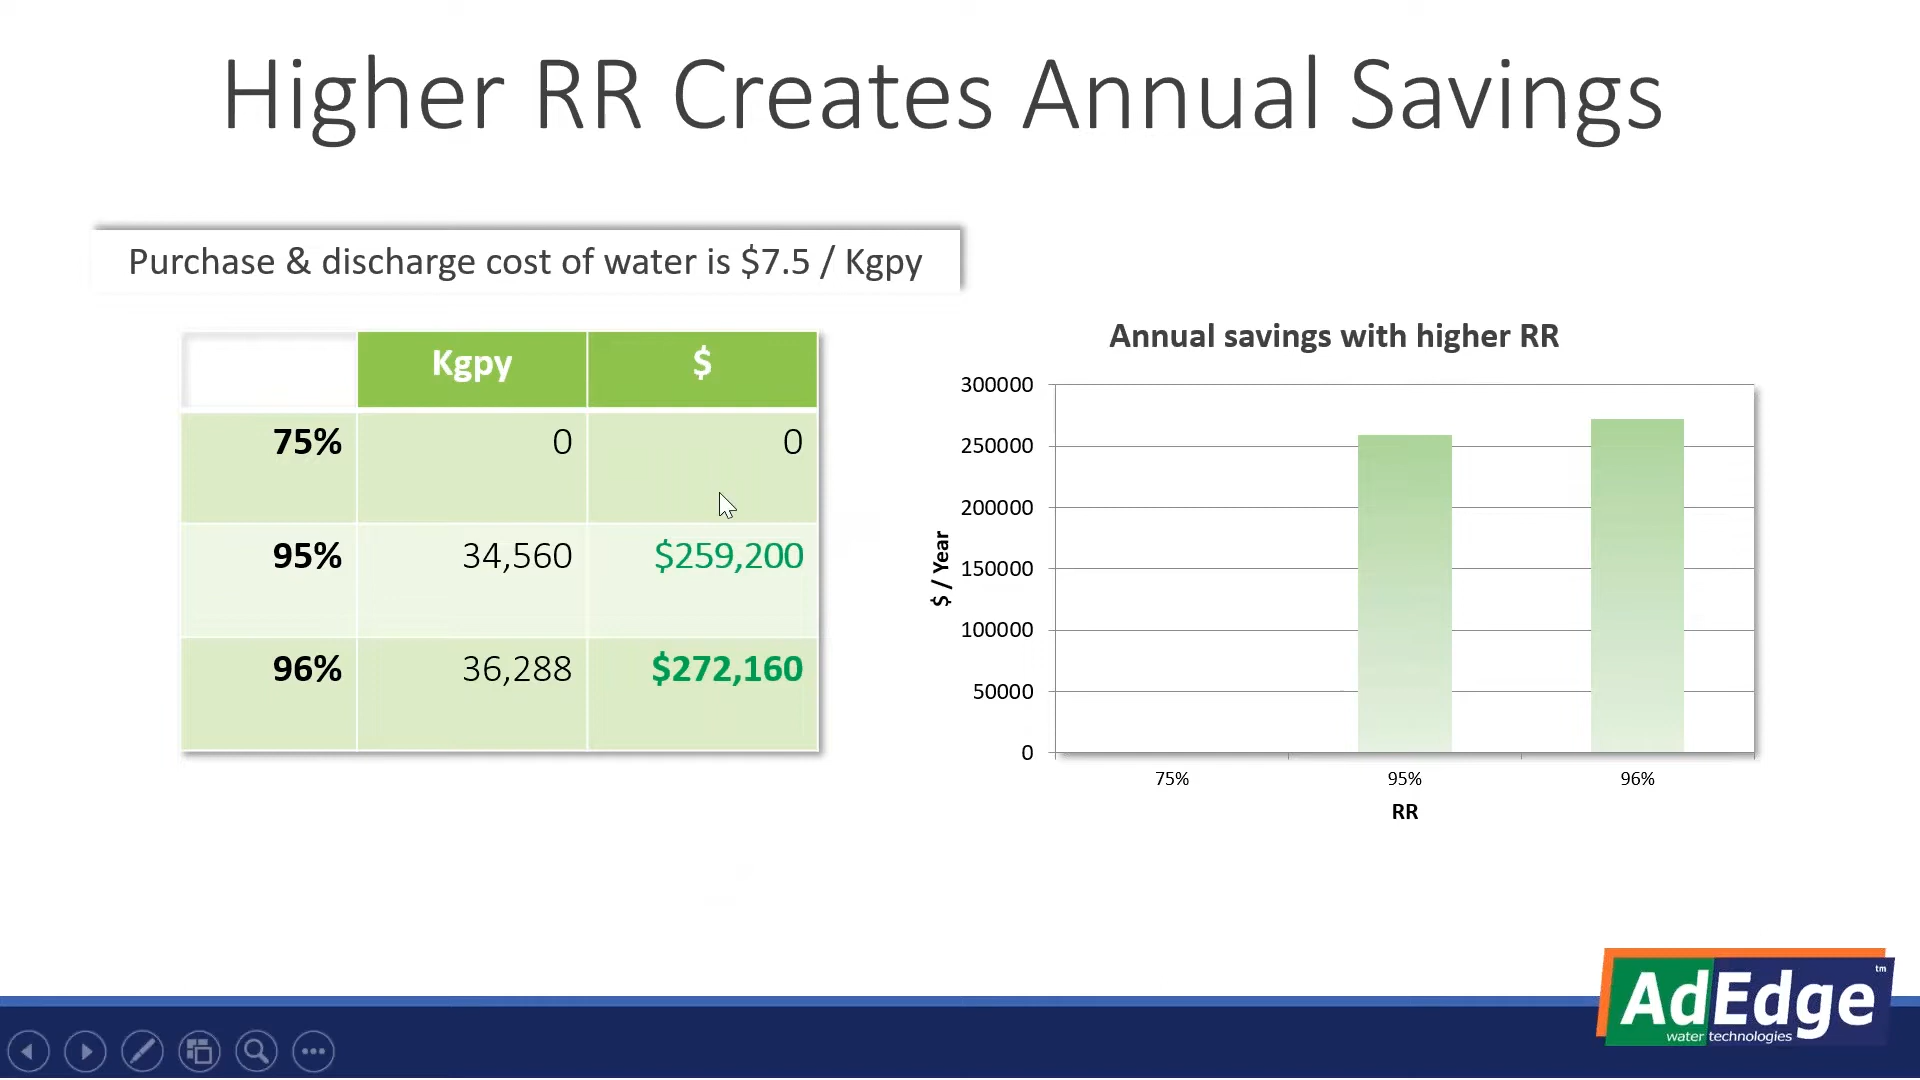 Higher RR Creates Annual Savings
Purchase & discharge cost of water is $7.5 / Kgpy
Kgpy $
75% 0 0
95% 34,560 $259,200
96% 36,288 $272,160
Annual savings with higher RR
300000
250000
200000
150000
100000
50000
0
$ / Year
75% 95% 96%
RR
AdEdge™
water technologies